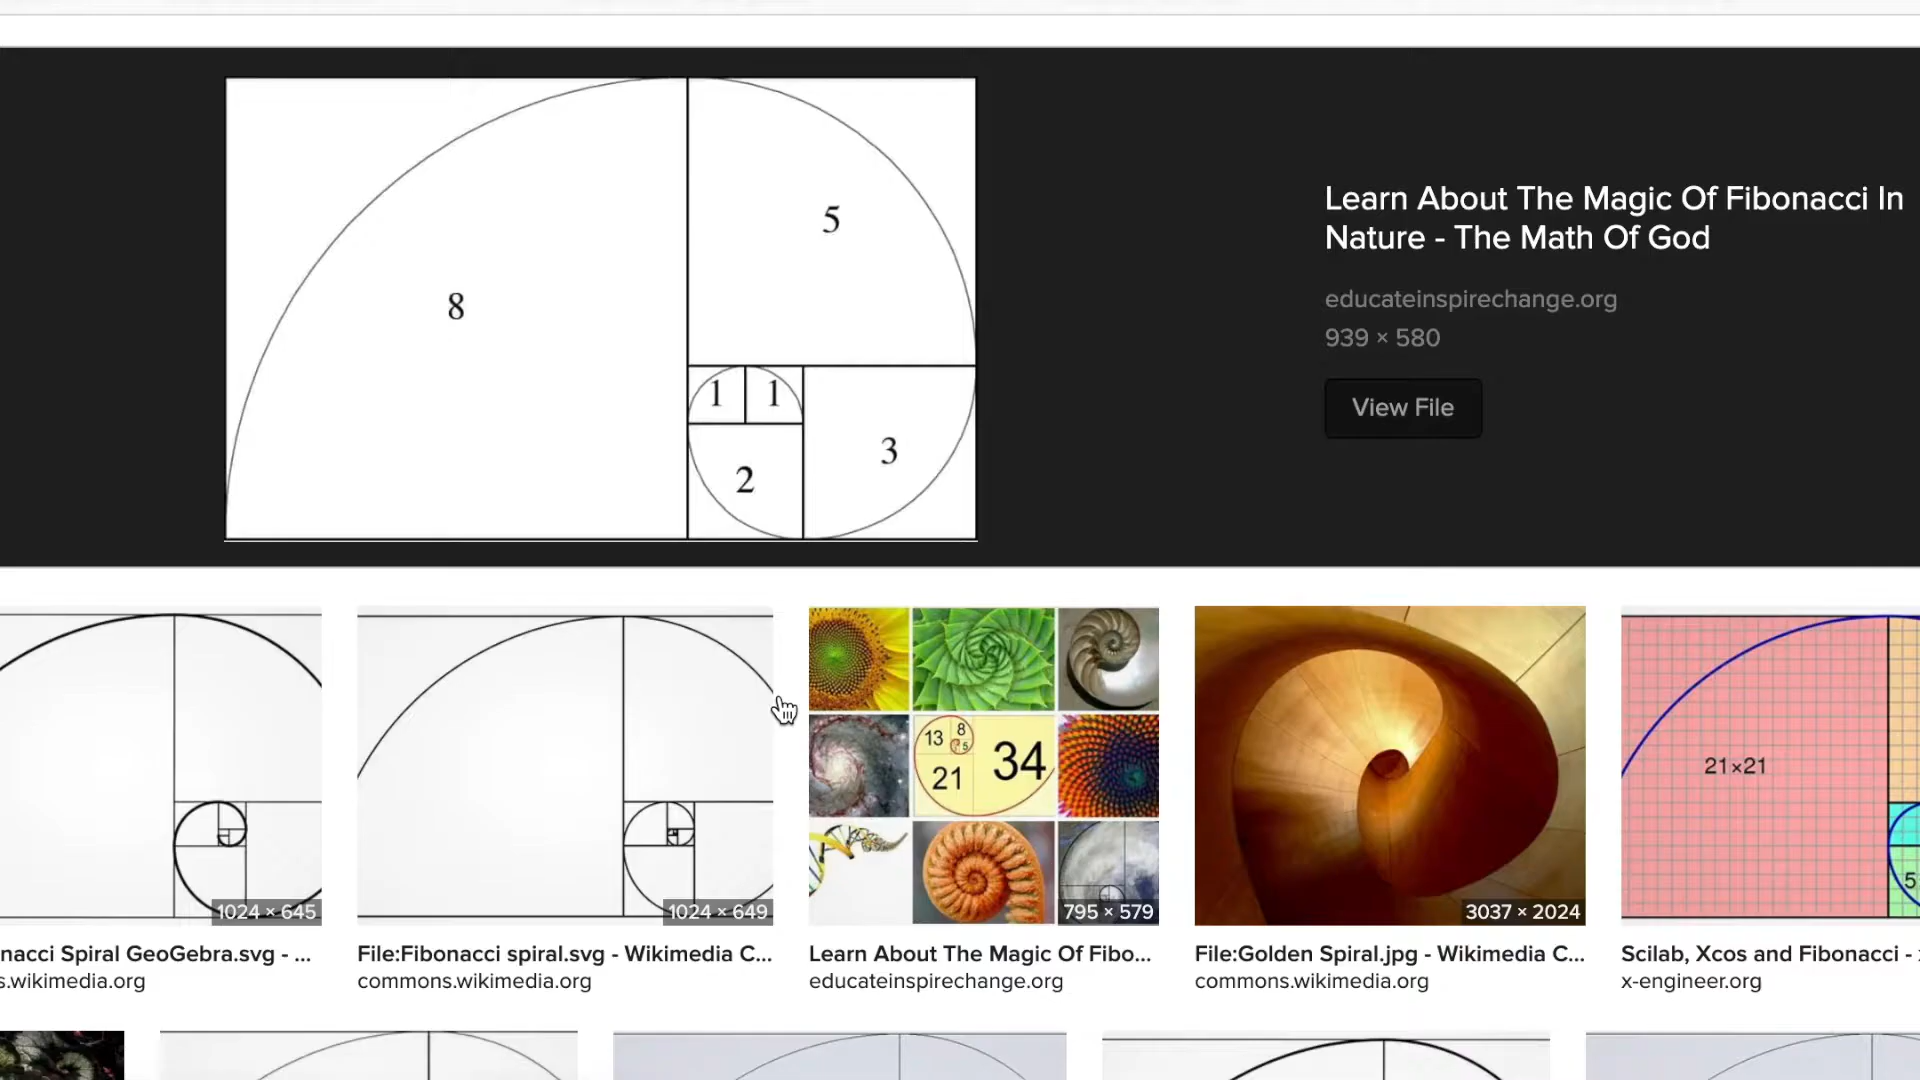 8
5
1
1
2
3
Learn About The Magic Of Fibonacci In
Nature - The Math Of God
educateinspirechange.org
939 × 580
View File
1024 × 645
1024 × 649
13
8
5
21
34
795 × 579
3037 × 2024
21×21
5
nacci Spiral GeoGebra.svg - ...
s.wikimedia.org
File:Fibonacci spiral.svg - Wikimedia C...
commons.wikimedia.org
Learn About The Magic Of Fibo...
educateinspirechange.org
File:Golden Spiral.jpg - Wikimedia C...
commons.wikimedia.org
Scilab, Xcos and Fibonacci -
x-engineer.org